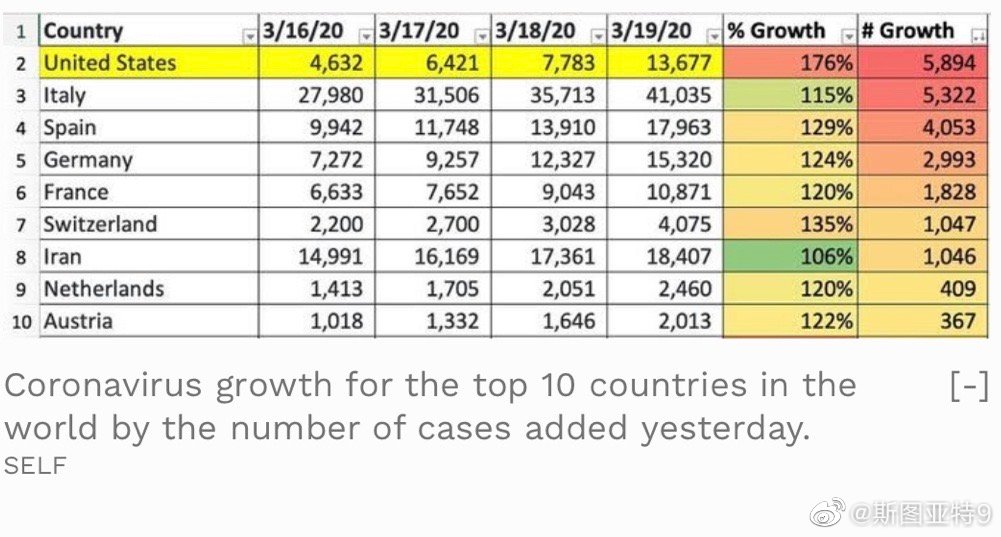 1 Country 3/16/20 3/17/20 3/18/20 3/19/20 % Growth # Growth
2 United States 4,632 6,421 7,783 13,677 176% 5,894
3 Italy 27,980 31,506 35,713 41,035 115% 5,322
4 Spain 9,942 11,748 13,910 17,963 129% 4,053
5 Germany 7,272 9,257 12,327 15,320 124% 2,993
6 France 6,633 7,652 9,043 10,871 120% 1,828
7 Switzerland 2,200 2,700 3,028 4,075 135% 1,047
8 Iran 14,991 16,169 17,361 18,407 106% 1,046
9 Netherlands 1,413 1,705 2,051 2,460 120% 409
10 Austria 1,018 1,332 1,646 2,013 122% 367
Coronavirus growth for the top 10 countries in the [-]
world by the number of cases added yesterday.
SELF
@斯图亚特9